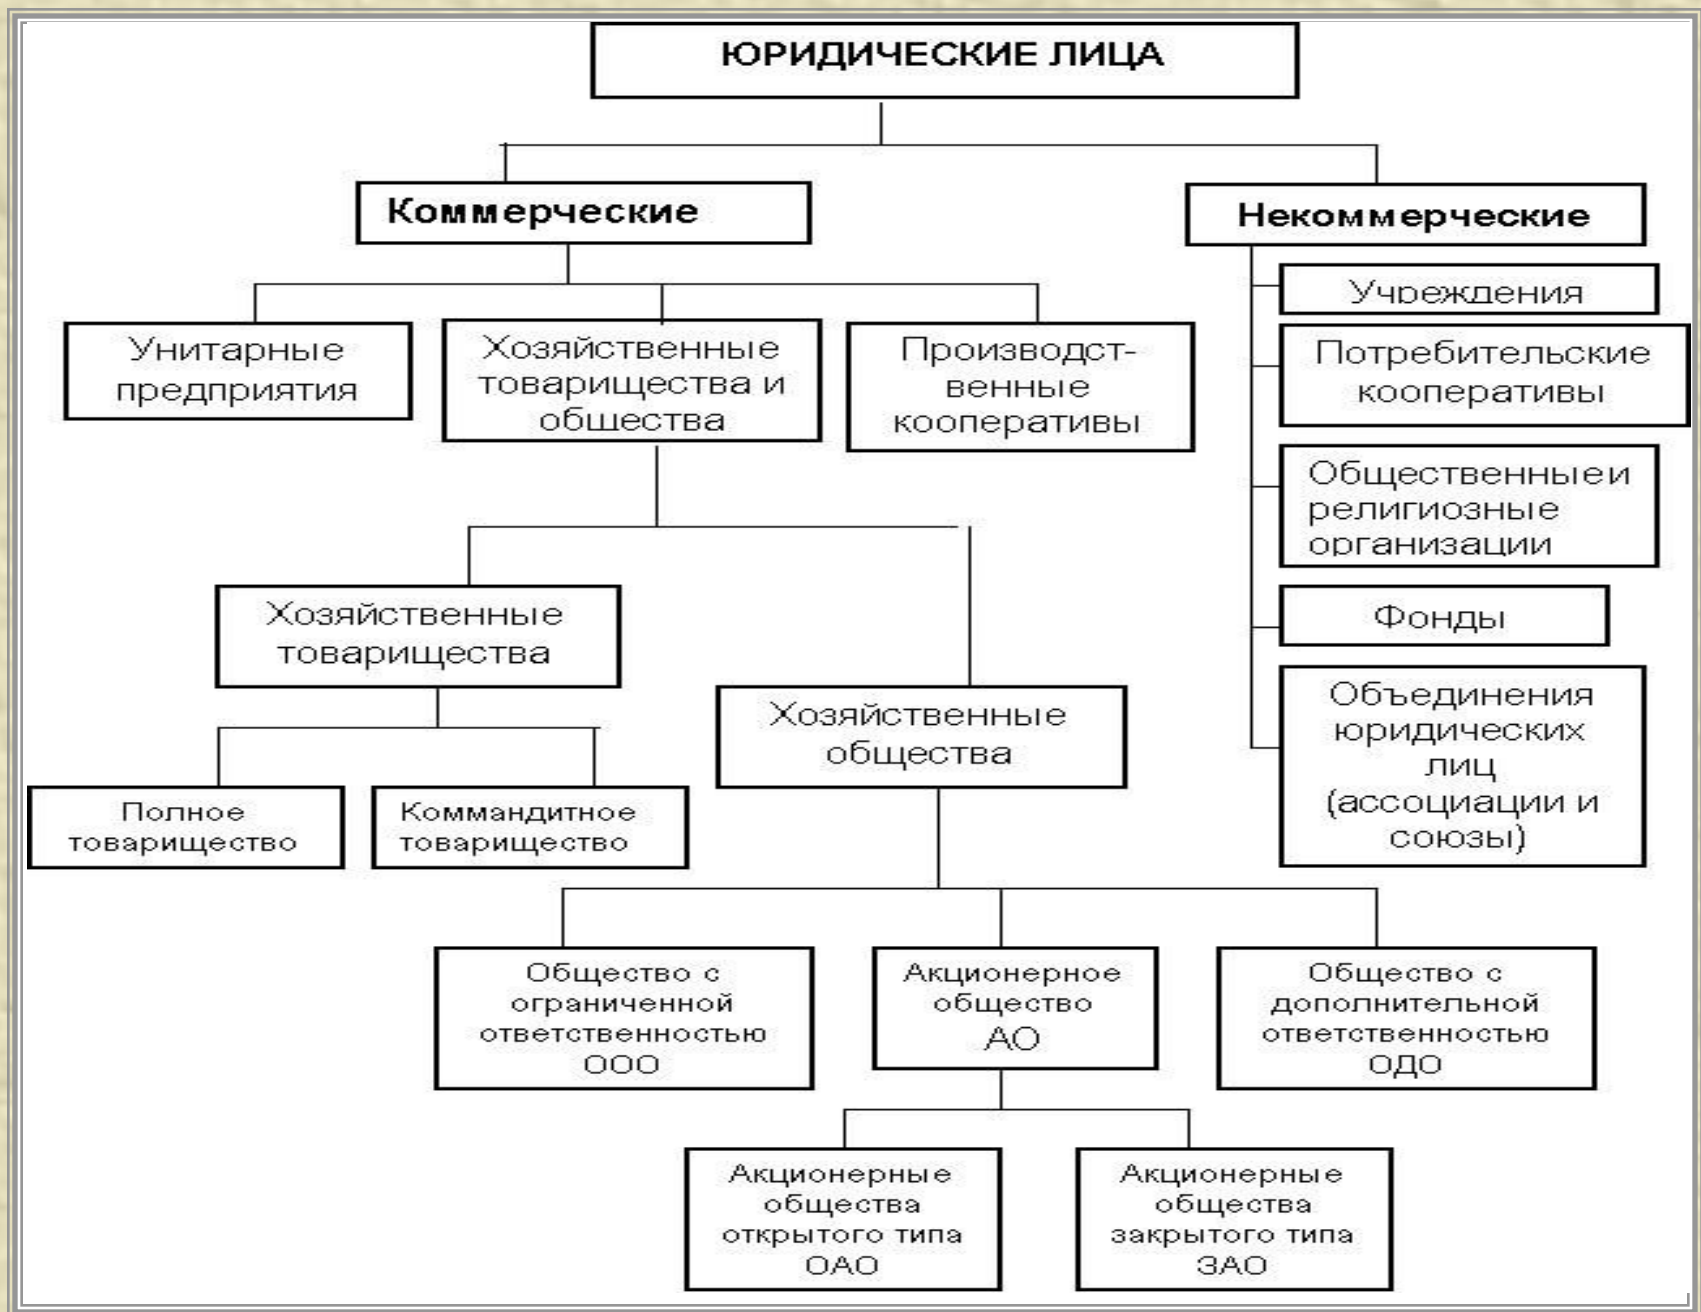 ЮРИДИЧЕСКИЕ ЛИЦА
Коммерческие
Некоммерческие
Унитарные
предприятия
Хозяйственные
товарищества и
общества
Производст-
венные
кооперативы
Учреждения
Потребительские
кооперативы
Общественные и
религиозные
организации
Фонды
Объединения
юридических
лиц
(ассоциации и
союзы)
Хозяйственные
товарищества
Хозяйственные
общества
Полное
товарищество
Коммандитное
товарищество
Общество с
ограниченной
ответственностью
ООО
Акционерное
общество
АО
Общество с
дополнительной
ответственностью
ОДО
Акционерные
общества
открытого типа
ОАО
Акционерные
общества
закрытого типа
ЗАО